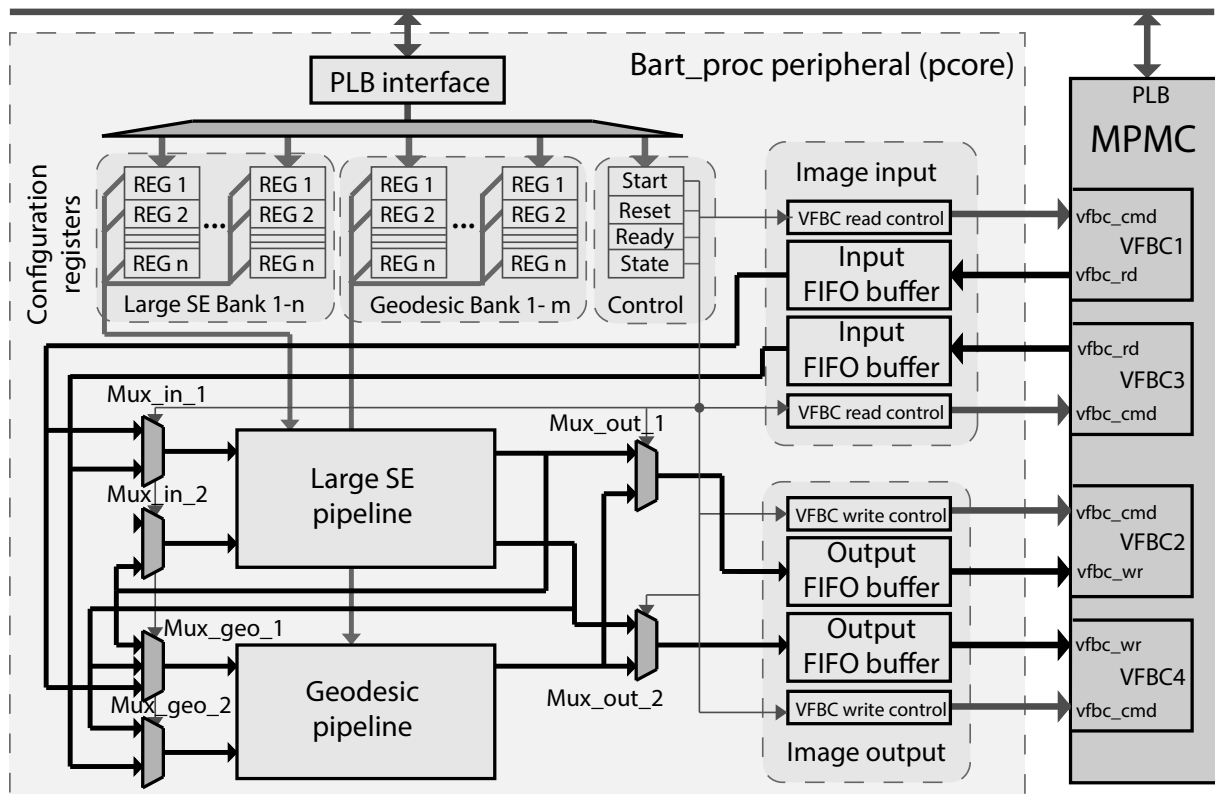 Bart_proc peripheral (pcore)
PLB interface
PLB
MPMC
Configuration
registers
REG 1
REG 2
REG n
...
REG 1
REG 2
REG n
Large SE Bank 1-n
REG 1
REG 2
REG n
...
REG 1
REG 2
REG n
Geodesic Bank 1- m
Start
Reset
Ready
State
Control
Image input
VFBC read control
Input
FIFO buffer
Input
FIFO buffer
VFBC read control
vfbc_cmd
VFBC1
vfbc_rd
vfbc_rd
VFBC3
vfbc_cmd
Mux_in_1
Mux_in_2
Large SE
pipeline
Mux_out_1
Mux_geo_1
Mux_geo_2
Geodesic
pipeline
Mux_out_2
VFBC write control
Output
FIFO buffer
Output
FIFO buffer
VFBC write control
Image output
vfbc_cmd
VFBC2
vfbc_wr
vfbc_wr
VFBC4
vfbc_cmd